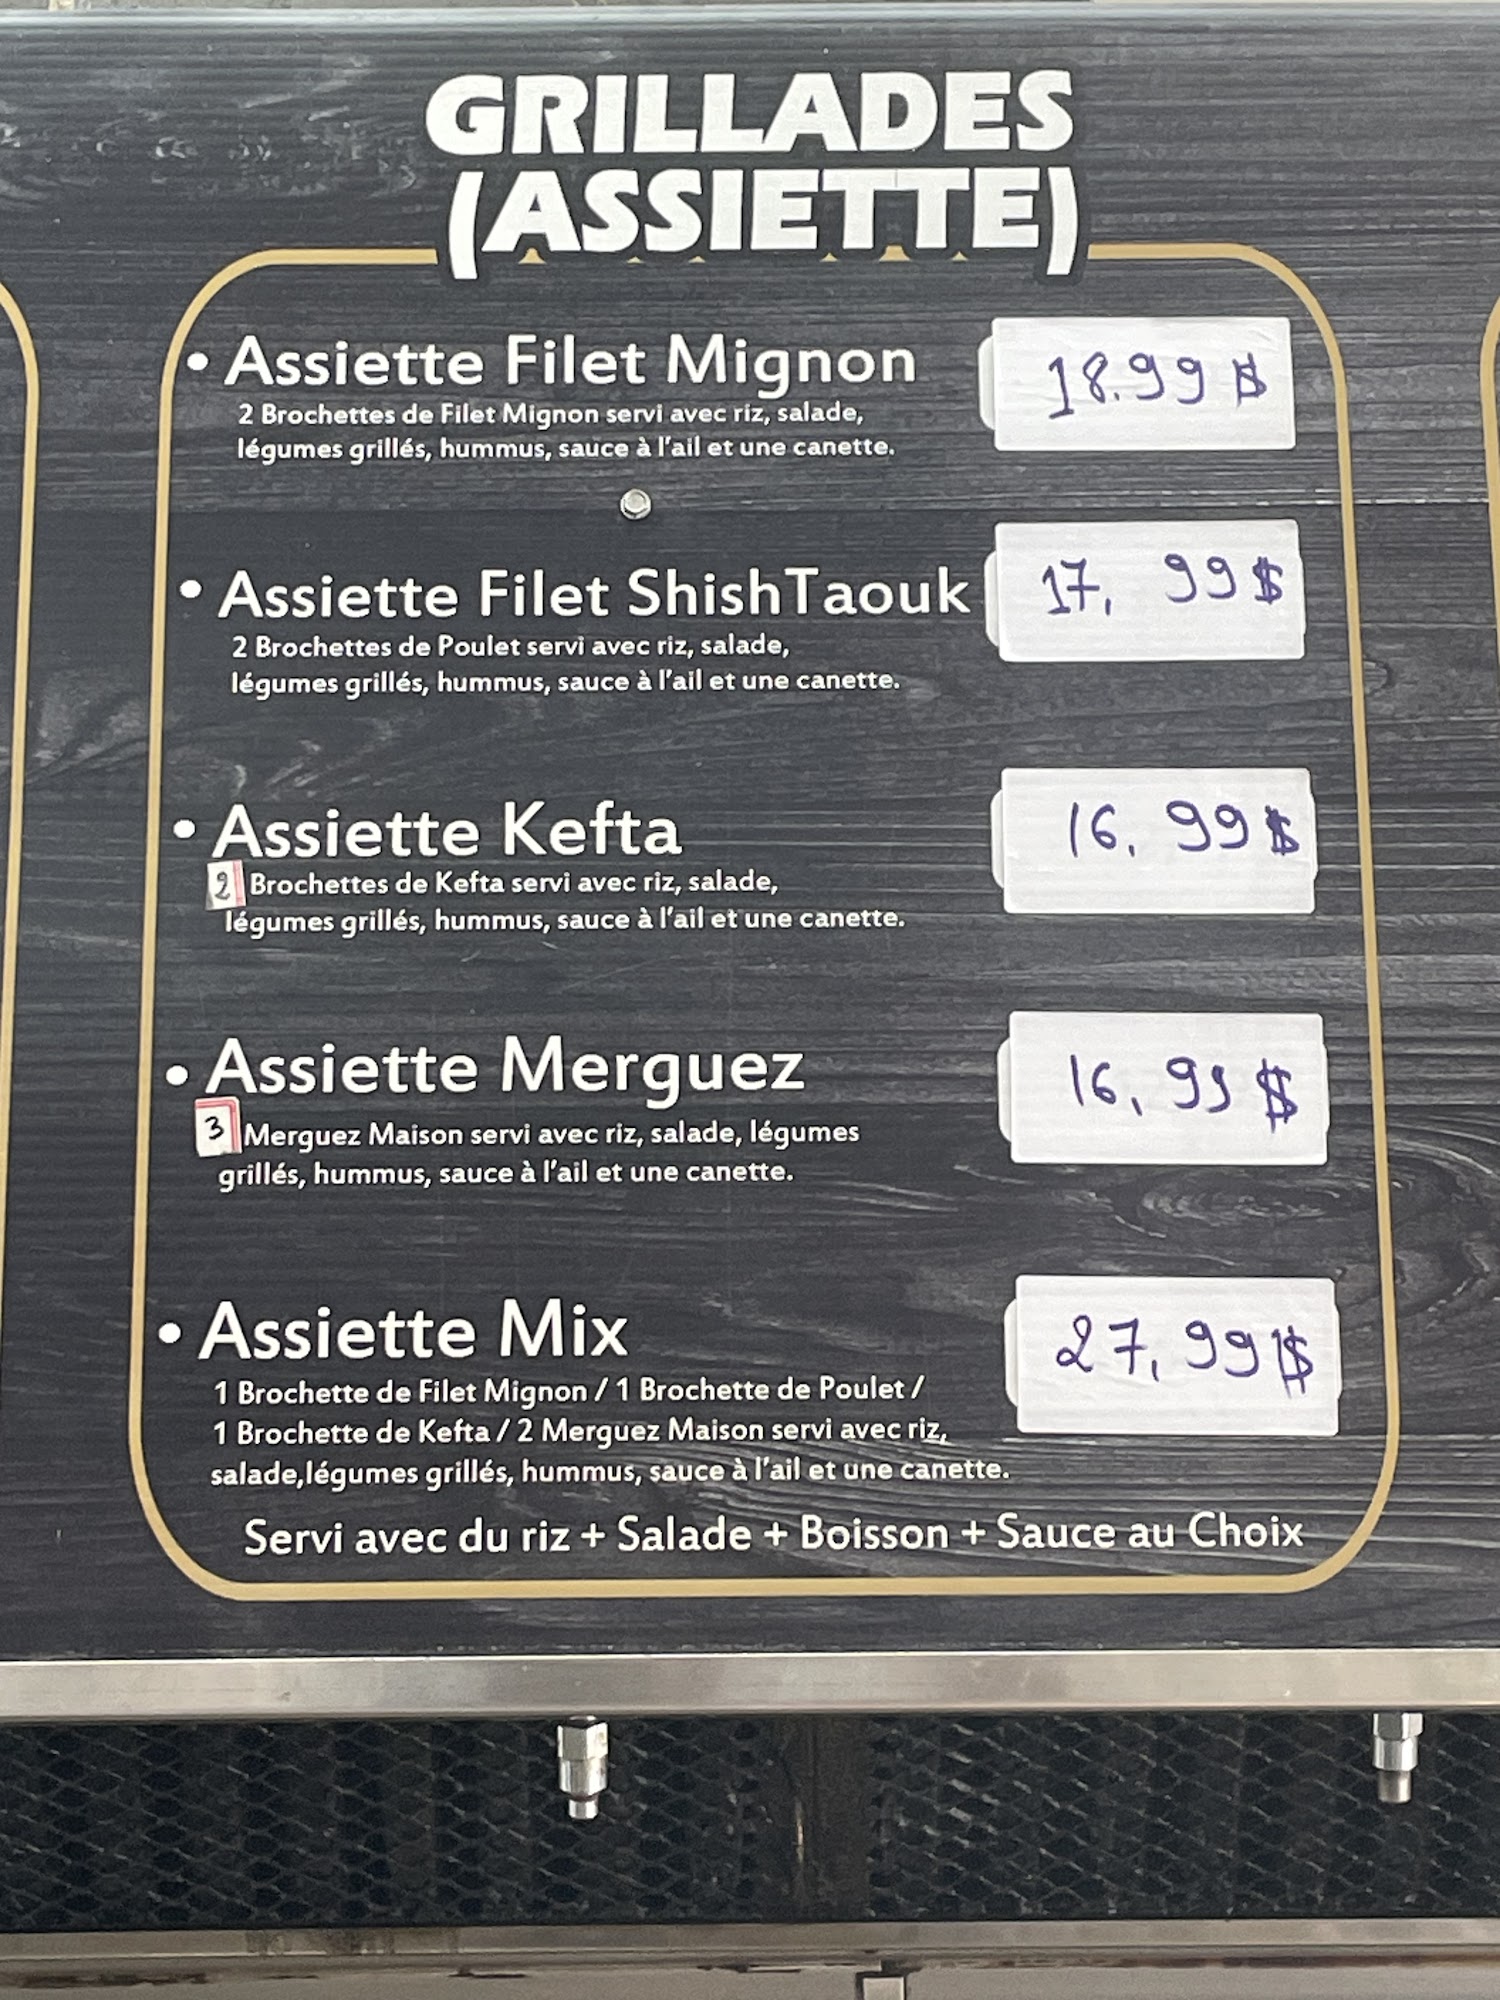 GRILLADES
(ASSIETTE)
• Assiette Filet Mignon 18.99 $
2 Brochettes de Filet Mignon servi avec riz, salade,
légumes grillés, hummus, sauce à l'ail et une canette.
• Assiette Filet ShishTaouk 17,99 $
2 Brochettes de Poulet servi avec riz, salade,
légumes grillés, hummus, sauce à l'ail et une canette.
• Assiette Kefta 16,99 $
2 Brochettes de Kefta servi avec riz, salade,
légumes grillés, hummus, sauce à l'ail et une canette.
• Assiette Merguez 16,99 $
3 Merguez Maison servi avec riz, salade, légumes
grillés, hummus, sauce à l'ail et une canette.
• Assiette Mix 27,99 $
1 Brochette de Filet Mignon / 1 Brochette de Poulet /
1 Brochette de Kefta / 2 Merguez Maison servi avec riz,
salade,légumes grillés, hummus, sauce à l'ail et une canette.
Servi avec du riz + Salade + Boisson + Sauce au Choix